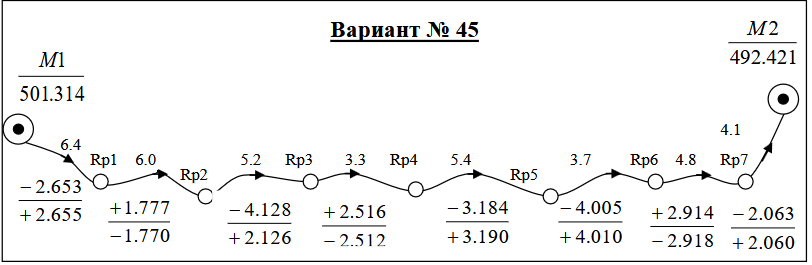 Вариант № 45
M1
501.314
M2
492.421
6.4
Rp1
6.0
Rp2
5.2
Rp3
3.3
Rp4
5.4
Rp5
3.7
Rp6
4.8
Rp7
4.1
−2.653
+2.655
+1.777
−1.770
−4.128
+2.126
+2.516
−2.512
−3.184
+3.190
−4.005
+4.010
+2.914
−2.918
−2.063
+2.060